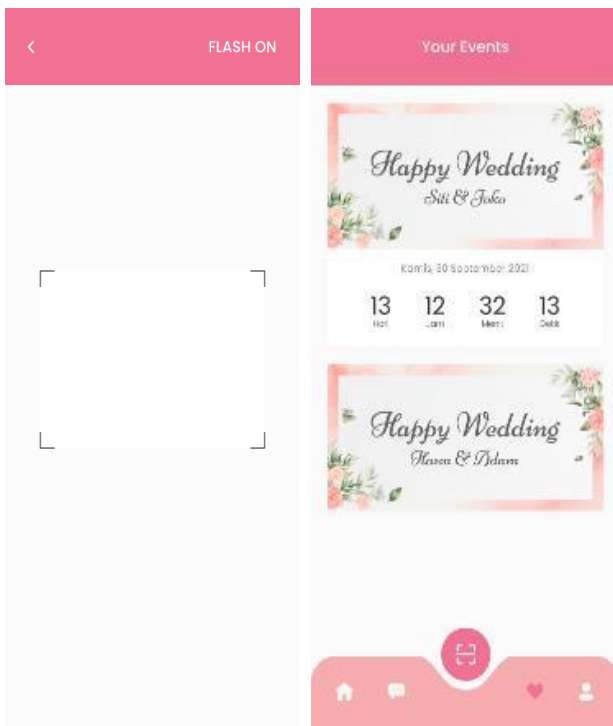 FLASH ON
Your Events
Happy Wedding
Siti & Joko
Kamis, 30 September 2021
13 12 32 13
Hari Jam Menit Detik
Happy Wedding
Hawa & Adam